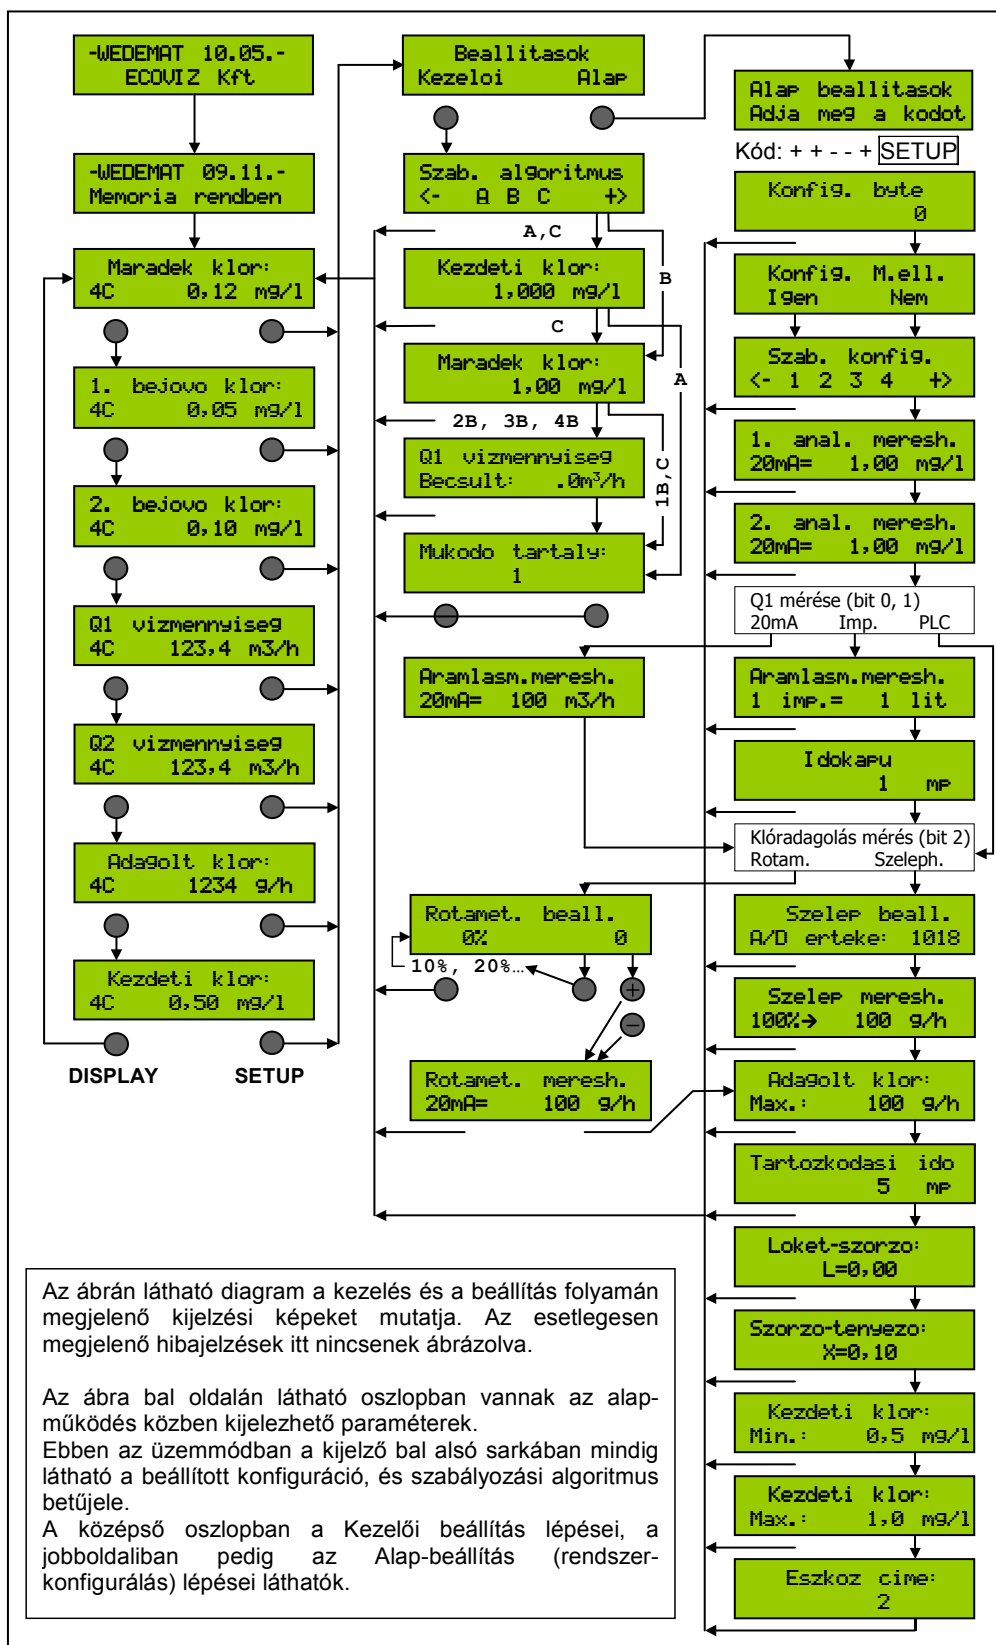 -WEDEMAT 10.05.-
ECOVIZ Kft
-WEDEMAT 09.11.-
Memoria rendben
Maradek klor:
4C 0,12 mg/l
1. bejovo klor:
4C 0,05 mg/l
2. bejovo klor:
4C 0,10 mg/l
Q1 vizmennyiseg
4C 123,4 m3/h
Q2 vizmennyiseg
4C 123,4 m3/h
Adagolt klor:
4C 1234 g/h
Kezdeti klor:
4C 0,50 mg/l
DISPLAY SETUP
Beallitasok
Kezeloi Alap
Szab. algoritmus
<- A B C +>
A,C
B
Kezdeti klor:
1,000 mg/l
C
A
Maradek klor:
1,00 mg/l
2B, 3B, 4B
1B,C
Q1 vizmennyiseg
Becsult: .0m³/h
Mukodo tartaly:
1
Aramlasm.meresh.
20mA= 100 m3/h
Rotamet. beall.
0% 0
10%, 20%…
+
−
Rotamet. meresh.
20mA= 100 g/h
Alap beallitasok
Adja meg a kodot
Kód: + + - - + SETUP
Konfig. byte
0
Konfig. M.ell.
Igen Nem
Szab. konfig.
<- 1 2 3 4 +>
1. anal. meresh.
20mA= 1,00 mg/l
2. anal. meresh.
20mA= 1,00 mg/l
Q1 mérése (bit 0, 1)
20mA Imp. PLC
Aramlasm.meresh.
1 imp.= 1 lit
Idokapu
1 mp
Klóradagolás mérés (bit 2)
Rotam. Szeleph.
Szelep beall.
A/D erteke: 1018
Szelep meresh.
100%→ 100 g/h
Adagolt klor:
Max.: 100 g/h
Tartozkodasi ido
5 mp
Loket-szorzo:
L=0,00
Szorzo-tenyezo:
X=0,10
Kezdeti klor:
Min.: 0,5 mg/l
Kezdeti klor:
Max.: 1,0 mg/l
Eszkoz cime:
2
Az ábrán látható diagram a kezelés és a beállítás folyamán
megjelenő kijelzési képeket mutatja. Az esetlegesen
megjelenő hibajelzések itt nincsenek ábrázolva.
Az ábra bal oldalán látható oszlopban vannak az alap-
működés közben kijelezhető paraméterek.
Ebben az üzemmódban a kijelző bal alsó sarkában mindig
látható a beállított konfiguráció, és szabályozási algoritmus
betűjele.
A középső oszlopban a Kezelői beállítás lépései, a
jobboldaliban pedig az Alap-beállítás (rendszer-
konfigurálás) lépései láthatók.